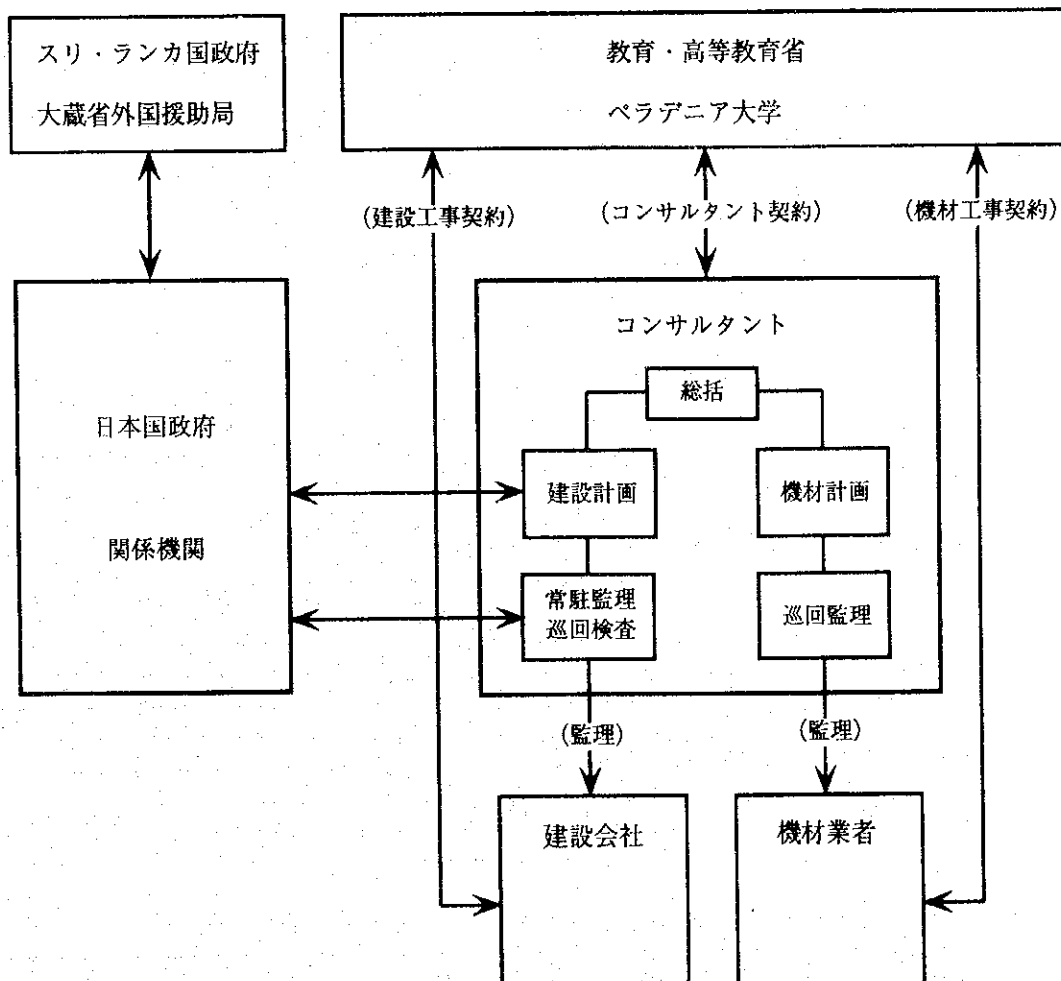 スリ・ランカ国政府
大蔵省外国援助局
教育・高等教育省
ペラデニア大学
(建設工事契約)
(コンサルタント契約)
(機材工事契約)
コンサルタント
総括
日本国政府
関係機関
建設計画
機材計画
常駐監理
巡回検査
巡回監理
(監理)
(監理)
建設会社
機材業者